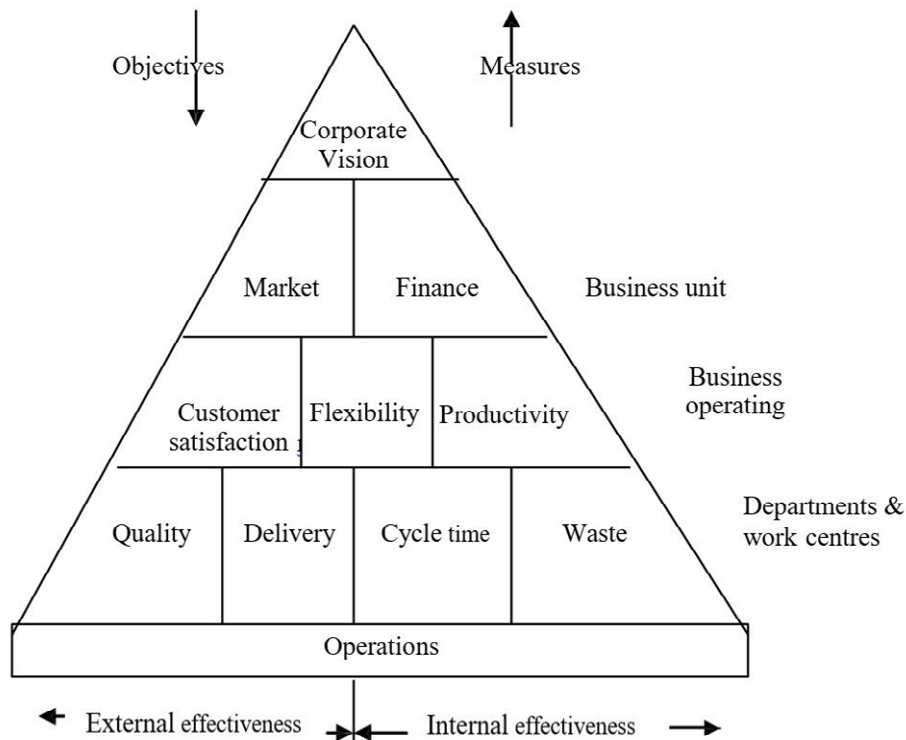 Objectives
Measures
Corporate
Vision
Market
Finance
Business unit
Business
operating
Customer
satisfaction
Flexibility
Productivity
Quality
Delivery
Cycle time
Waste
Departments &
work centres
Operations
External effectiveness
Internal effectiveness